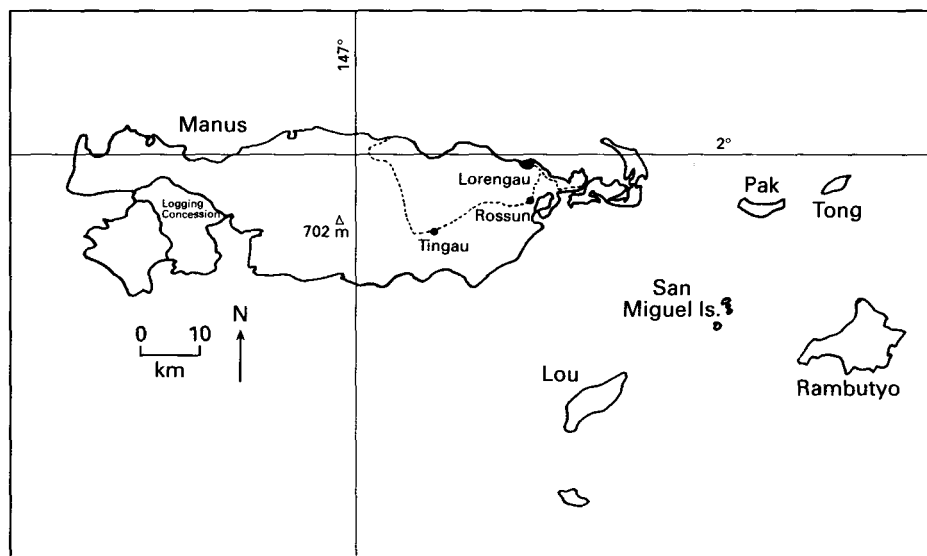 147°
Manus
2°
Lorengau
Pak
Tong
Logging
Concession
Rossun
702 m
Tingau
San
Miguel Is.
0 10
km
N
Lou
Rambutyo